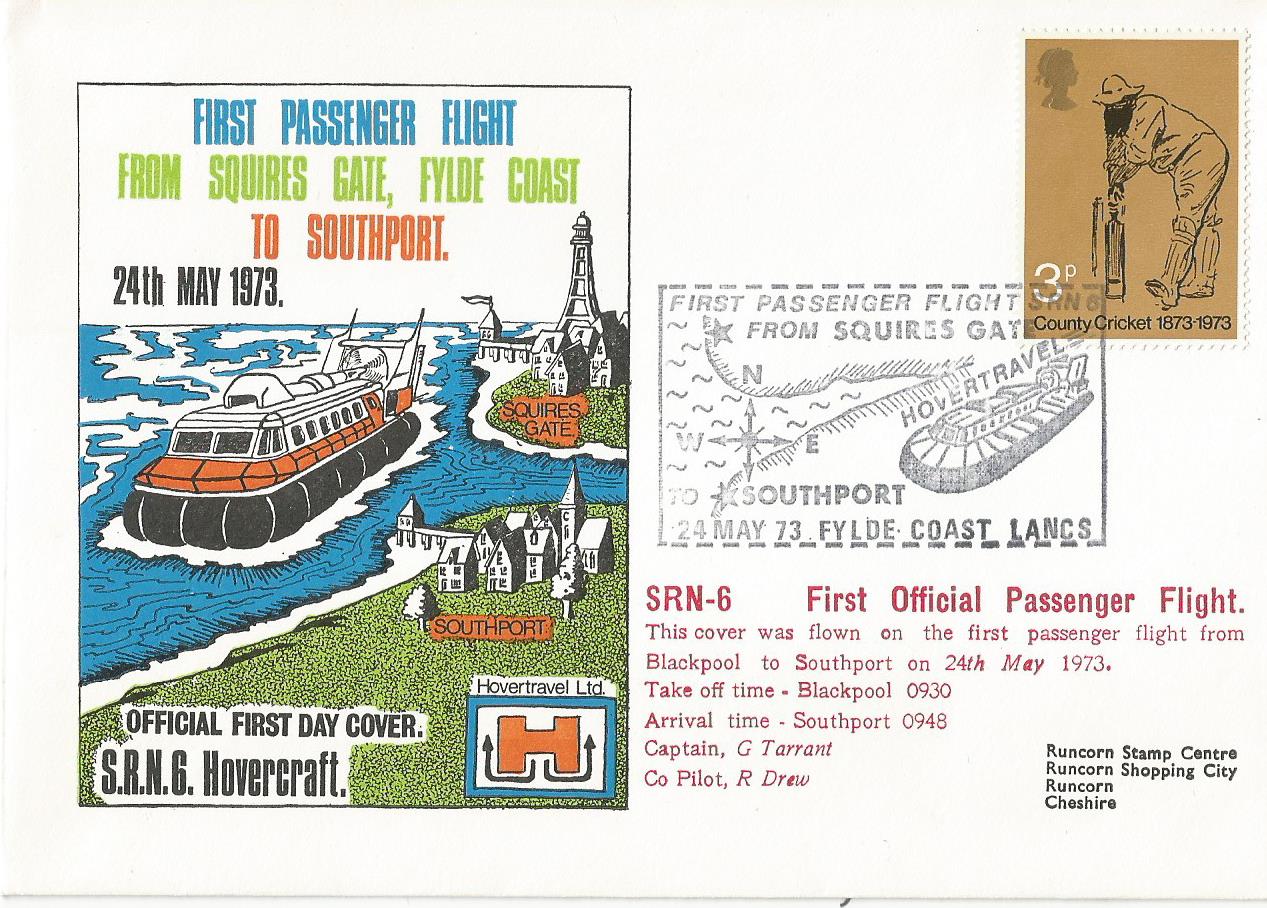 FIRST PASSENGER FLIGHT
FROM SQUIRES GATE, FYLDE COAST
TO SOUTHPORT.
24th MAY 1973.
SQUIRES
GATE,
SOUTHPORT
Hovertravel Ltd.
H
OFFICIAL FIRST DAY COVER.
S.R.N.6. Hovercraft.
3P
County Cricket 1873-1973
FIRST PASSENGER FLIGHT SRN 6
FROM SQUIRES GATE
N
HOVERTRAVEL
W E
TO SOUTHPORT
24 MAY 73. FYLDE COAST LANCS
SRN-6 First Official Passenger Flight.
This cover was flown on the first passenger flight from
Blackpool to Southport on 24th May 1973.
Take off time - Blackpool 0930
Arrival time - Southport 0948
Captain, G Tarrant
Co Pilot, R Drew
Runcorn Stamp Centre
Runcorn Shopping City
Runcorn
Cheshire